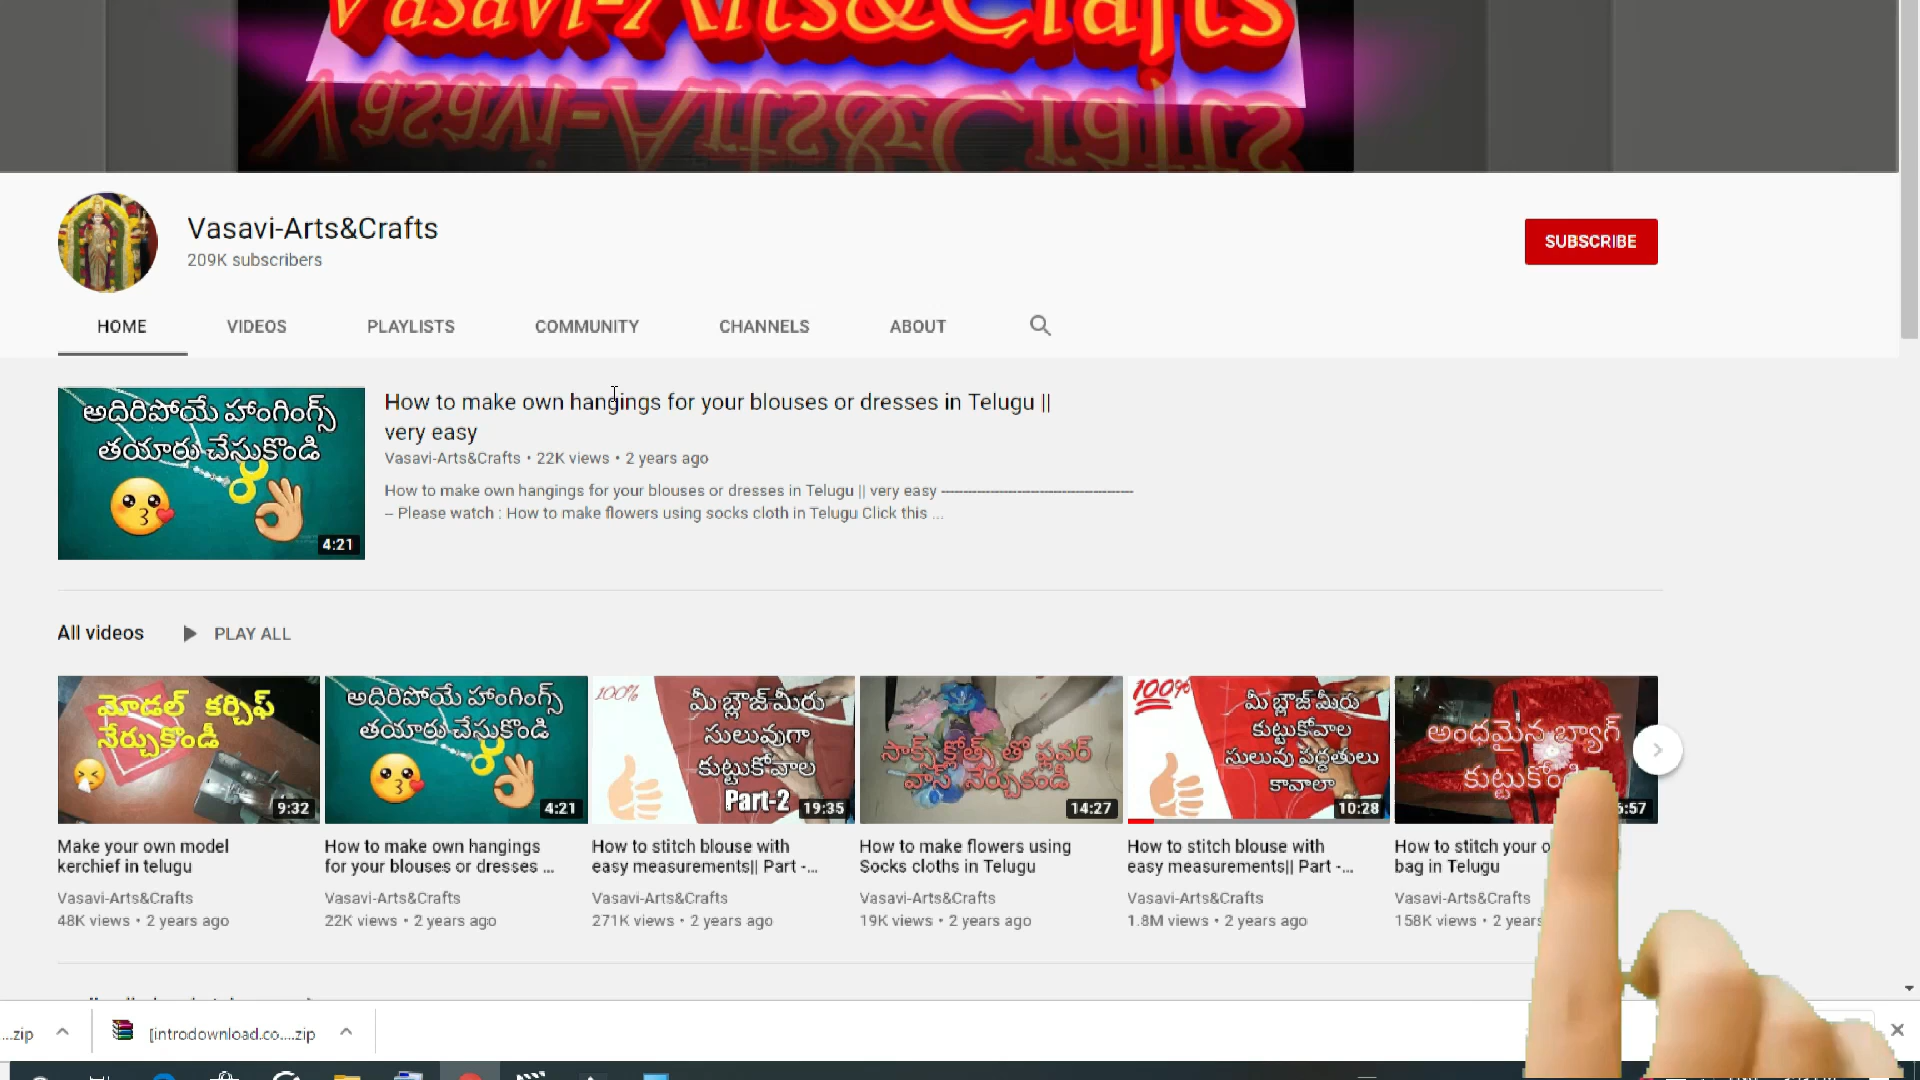 Vasavi-Arts&Crafts
Vasavi-Arts&Crafts
209K subscribers
SUBSCRIBE
HOME
VIDEOS
PLAYLISTS
COMMUNITY
CHANNELS
ABOUT
అదిరిపోయే హాంగింగ్స్
తయారు చేసుకొండి
4:21
How to make own hangings for your blouses or dresses in Telugu ||
very easy
Vasavi-Arts&Crafts • 22K views • 2 years ago
How to make own hangings for your blouses or dresses in Telugu || very easy ---------------------------------------------
-- Please watch : How to make flowers using socks cloth in Telugu Click this ...
All videos
PLAY ALL
మోడల్ కర్చిఫ్
నేర్చుకొండి
9:32
అదిరిపోయే హాంగింగ్స్
తయారు చేసుకొండి
4:21
100%
మీ బ్లౌజ్ మీరు
సులువుగా
కుట్టుకోవాల
Part-2
19:35
సాక్స్ క్లోత్స్ తో ఫ్లవర్
వాస్ నేర్చుకండి
14:27
100%
మీ బ్లౌజ్ మీరు
కుట్టుకోవాల
సులువు పద్ధతులు
కావాలా
10:28
అందమైన బ్యాగ్
:57
Make your own model
kerchief in telugu
Vasavi-Arts&Crafts
48K views • 2 years ago
How to make own hangings
for your blouses or dresses ...
Vasavi-Arts&Crafts
22K views • 2 years ago
How to stitch blouse with
easy measurements|| Part -...
Vasavi-Arts&Crafts
271K views • 2 years ago
How to make flowers using
Socks cloths in Telugu
Vasavi-Arts&Crafts
19K views • 2 years ago
How to stitch blouse with
easy measurements|| Part -...
Vasavi-Arts&Crafts
1.8M views • 2 years ago
How to stitch your
bag in Telugu
Vasavi-Arts&Crafts
158K views • 2 years
...zip
[introdownload.co....zip